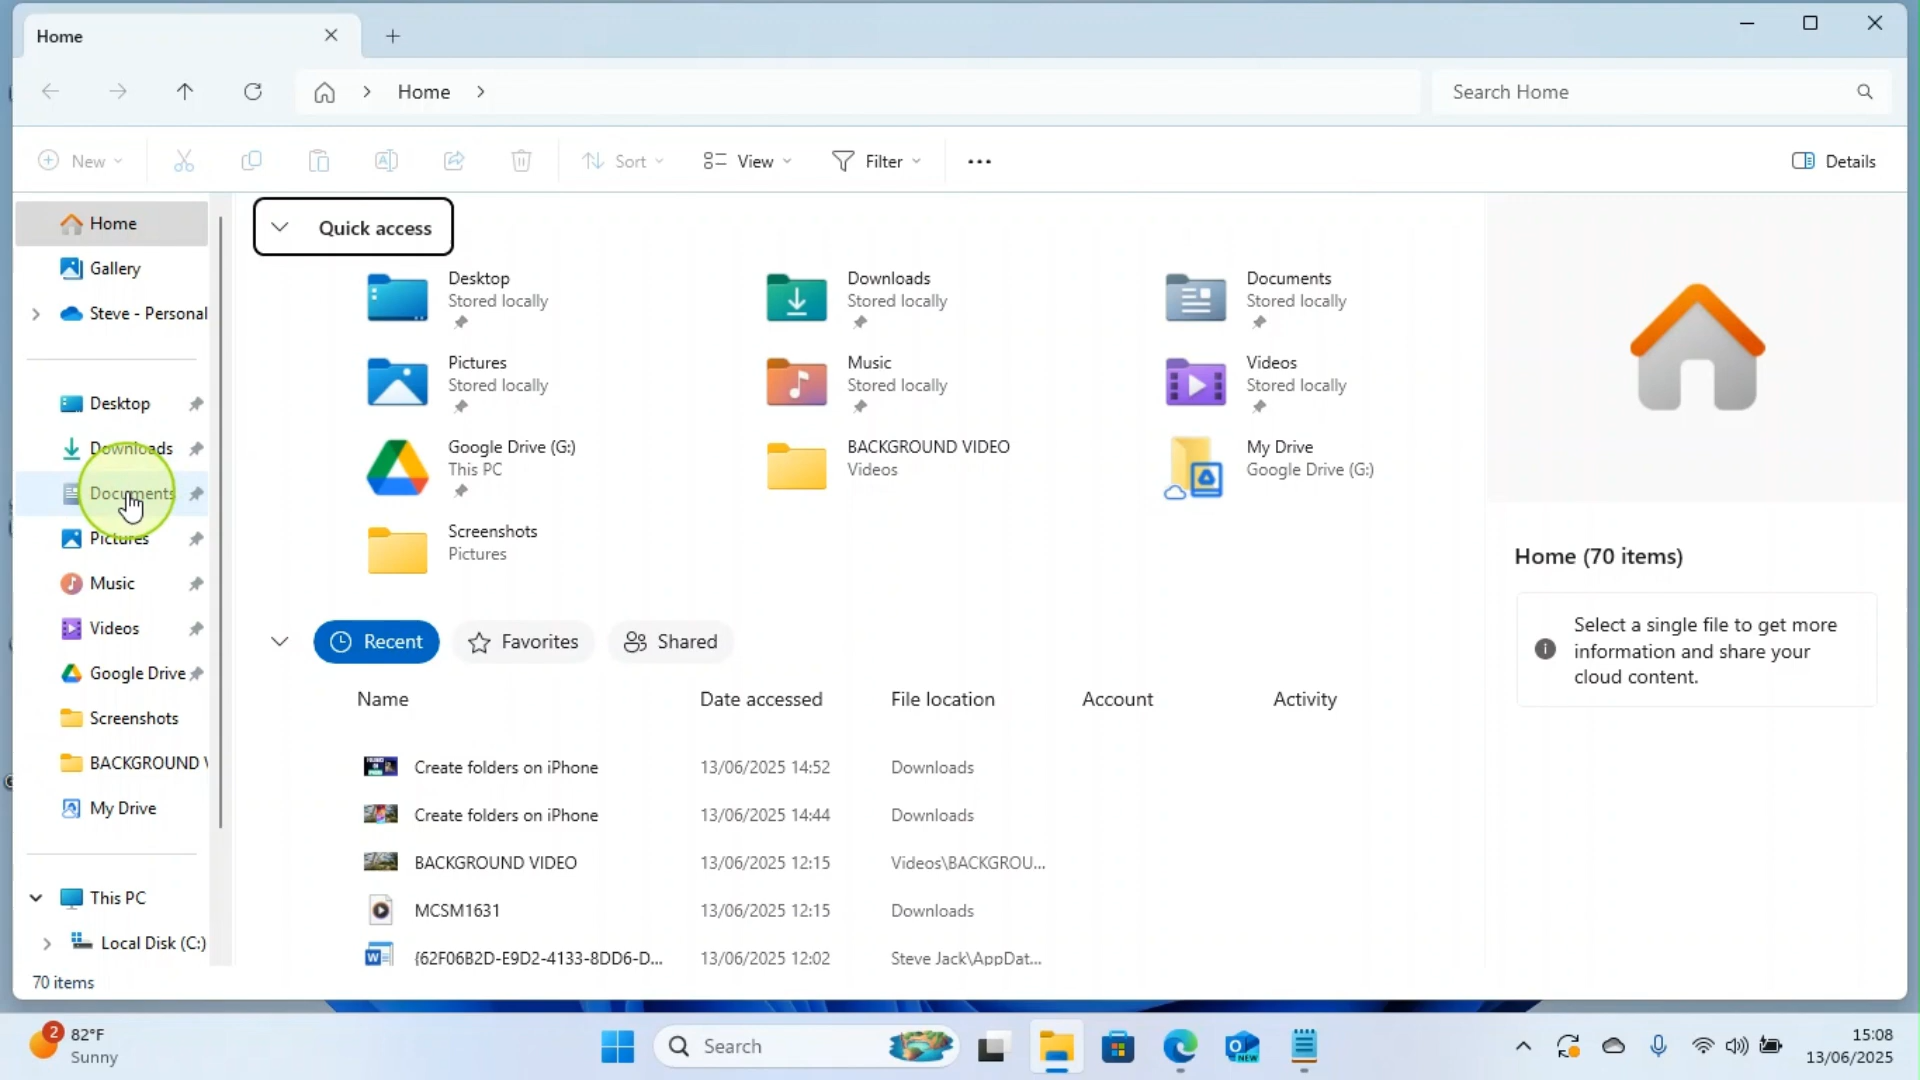 Home
Home
Search Home
New
Sort
View
Filter
Details
Home
Gallery
Steve - Personal
Desktop
Downloads
Documents
Pictures
Music
Videos
Google Drive
Screenshots
BACKGROUND V
My Drive
This PC
Local Disk (C:)
70 items
Quick access
Desktop
Stored locally
Downloads
Stored locally
Documents
Stored locally
Pictures
Stored locally
Music
Stored locally
Videos
Stored locally
Google Drive (G:)
This PC
BACKGROUND VIDEO
Videos
My Drive
Google Drive (G:)
Screenshots
Pictures
Recent
Favorites
Shared
Name Date accessed File location Account Activity
Create folders on iPhone 13/06/2025 14:52 Downloads
Create folders on iPhone 13/06/2025 14:44 Downloads
BACKGROUND VIDEO 13/06/2025 12:15 Videos\BACKGROU...
MCSM1631 13/06/2025 12:15 Downloads
{62F06B2D-E9D2-4133-8DD6-D... 13/06/2025 12:02 Steve Jack\AppDat...
Home (70 items)
Select a single file to get more
information and share your
cloud content.
2
82°F
Sunny
Search
NEW
15:08
13/06/2025